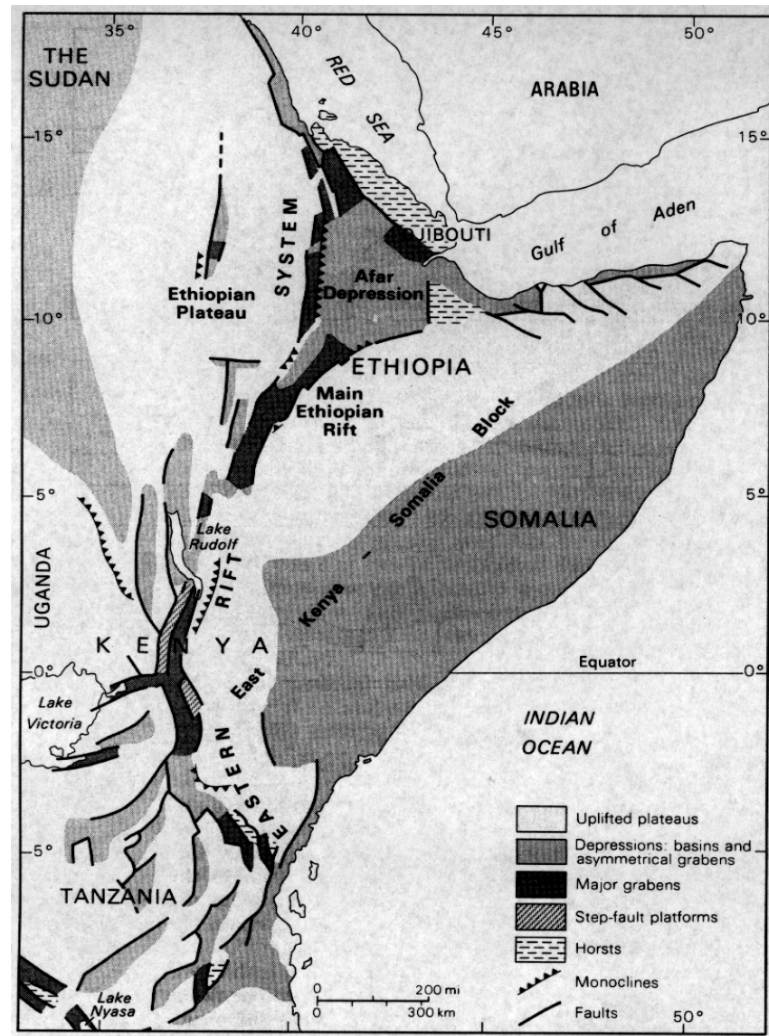 35°
40°
45°
50°
THE
SUDAN
RED
SEA
ARABIA
15°
15°
SYSTEM
DJIBOUTI
Gulf of Aden
Afar
Depression
Ethiopian
Plateau
10°
10°
ETHIOPIA
Main
Ethiopian
Rift
Block
5°
5°
Somalia
SOMALIA
Lake
Rudolf
UGANDA
RIFT
Kenya
KENYA
East
Equator
0°
0°
Lake
Victoria
INDIAN
OCEAN
EASTERN
Uplifted plateaus
Depressions: basins and
asymmetrical grabens
5°
Major grabens
TANZANIA
Step-fault platforms
Horsts
0 200 mi
Monoclines
0 300 km
Lake
Nyasa
Faults
50°